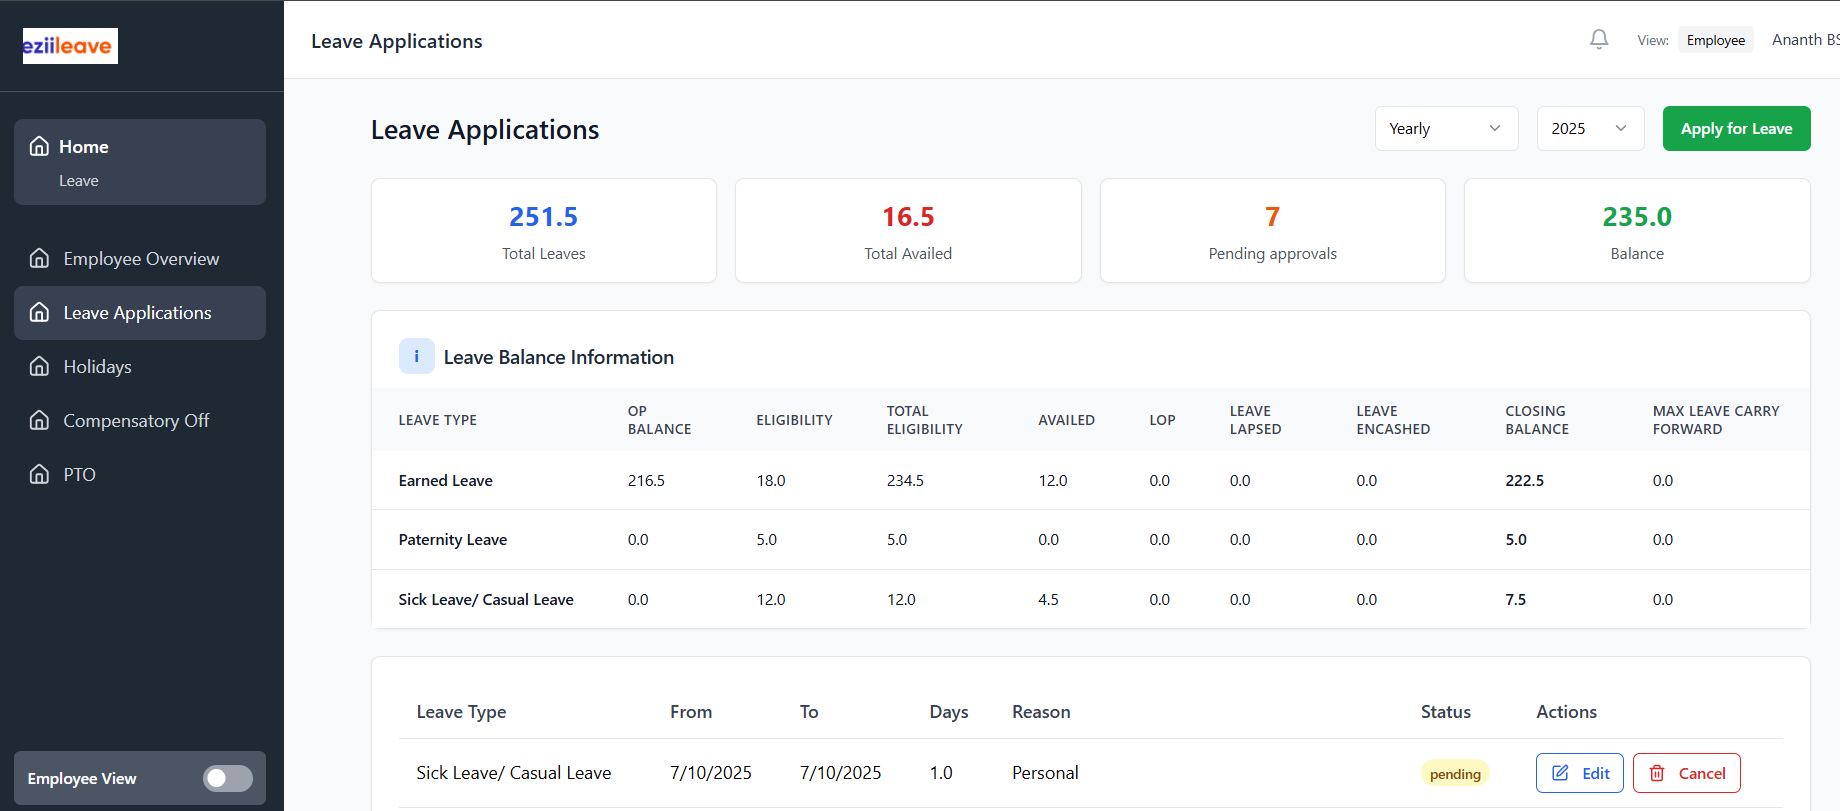 eziileave
Leave Applications
View: Employee Ananth BS
Home
Leave
Employee Overview
Leave Applications
Holidays
Compensatory Off
PTO
Employee View
Leave Applications
Yearly 2025 Apply for Leave
251.5
Total Leaves
16.5
Total Availed
7
Pending approvals
235.0
Balance
i Leave Balance Information
LEAVE TYPE OP BALANCE ELIGIBILITY TOTAL ELIGIBILITY AVAILED LOP LEAVE LAPSED LEAVE ENCASHED CLOSING BALANCE MAX LEAVE CARRY FORWARD
Earned Leave 216.5 18.0 234.5 12.0 0.0 0.0 0.0 222.5 0.0
Paternity Leave 0.0 5.0 5.0 0.0 0.0 0.0 0.0 5.0 0.0
Sick Leave/ Casual Leave 0.0 12.0 12.0 4.5 0.0 0.0 0.0 7.5 0.0
Leave Type From To Days Reason Status Actions
Sick Leave/ Casual Leave 7/10/2025 7/10/2025 1.0 Personal pending Edit Cancel